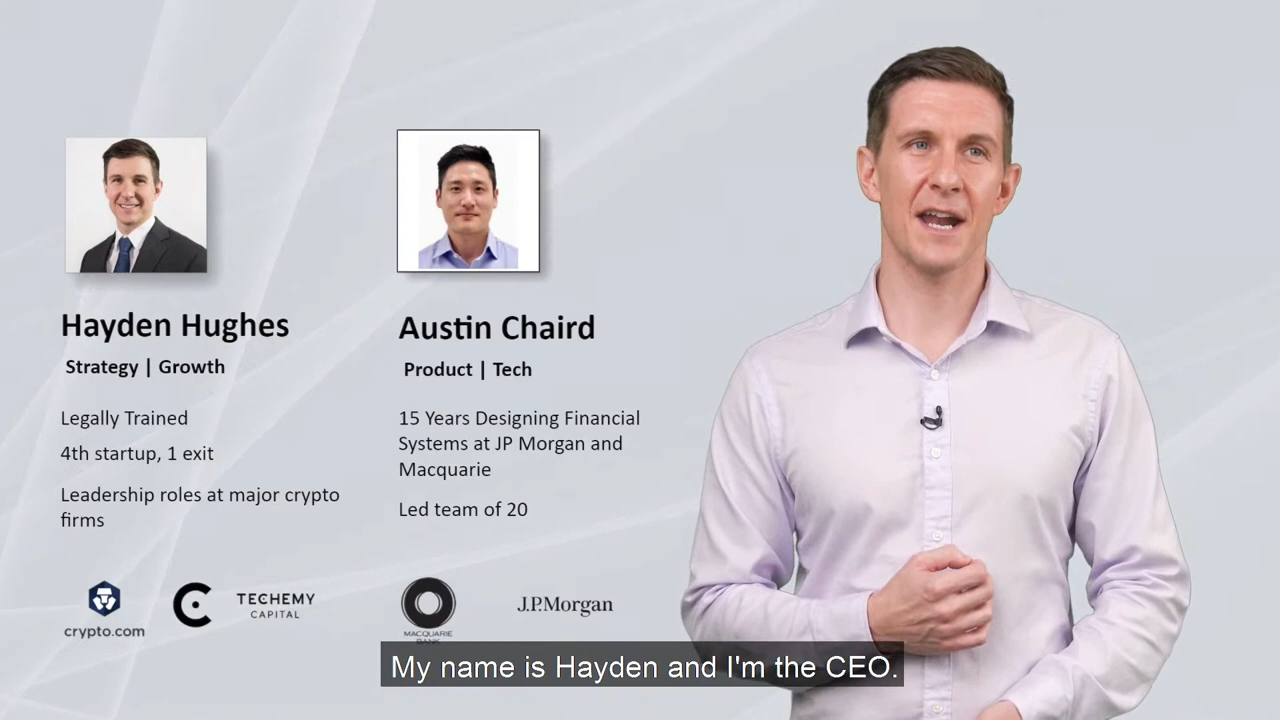 Hayden Hughes
Strategy | Growth
Legally Trained
4th startup, 1 exit
Leadership roles at major crypto
firms
crypto.com
TECHEMY
CAPITAL
Austin Chaird
Product | Tech
15 Years Designing Financial
Systems at JP Morgan and
Macquarie
Led team of 20
MACQUARIE
BANK
J.P.Morgan
My name is Hayden and I'm the CEO.